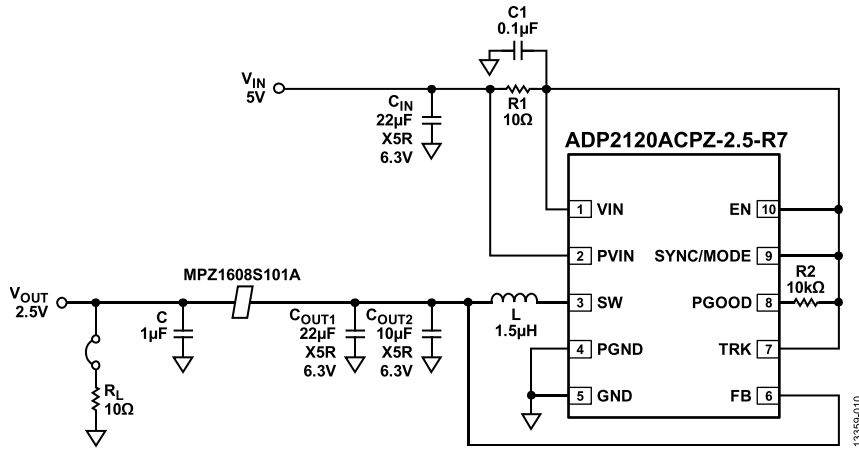 C1
0.1µF
VIN
5V
CIN
22µF
X5R
6.3V
R1
10Ω
ADP2120ACPZ-2.5-R7
1 VIN
EN 10
2 PVIN
SYNC/MODE 9
MPZ1608S101A
R2
10kΩ
VOUT
2.5V
C
1µF
COUT1
22µF
X5R
6.3V
COUT2
10µF
X5R
6.3V
L
1.5µH
3 SW
PGOOD 8
4 PGND
TRK 7
RL
10Ω
5 GND
FB 6
13359-010